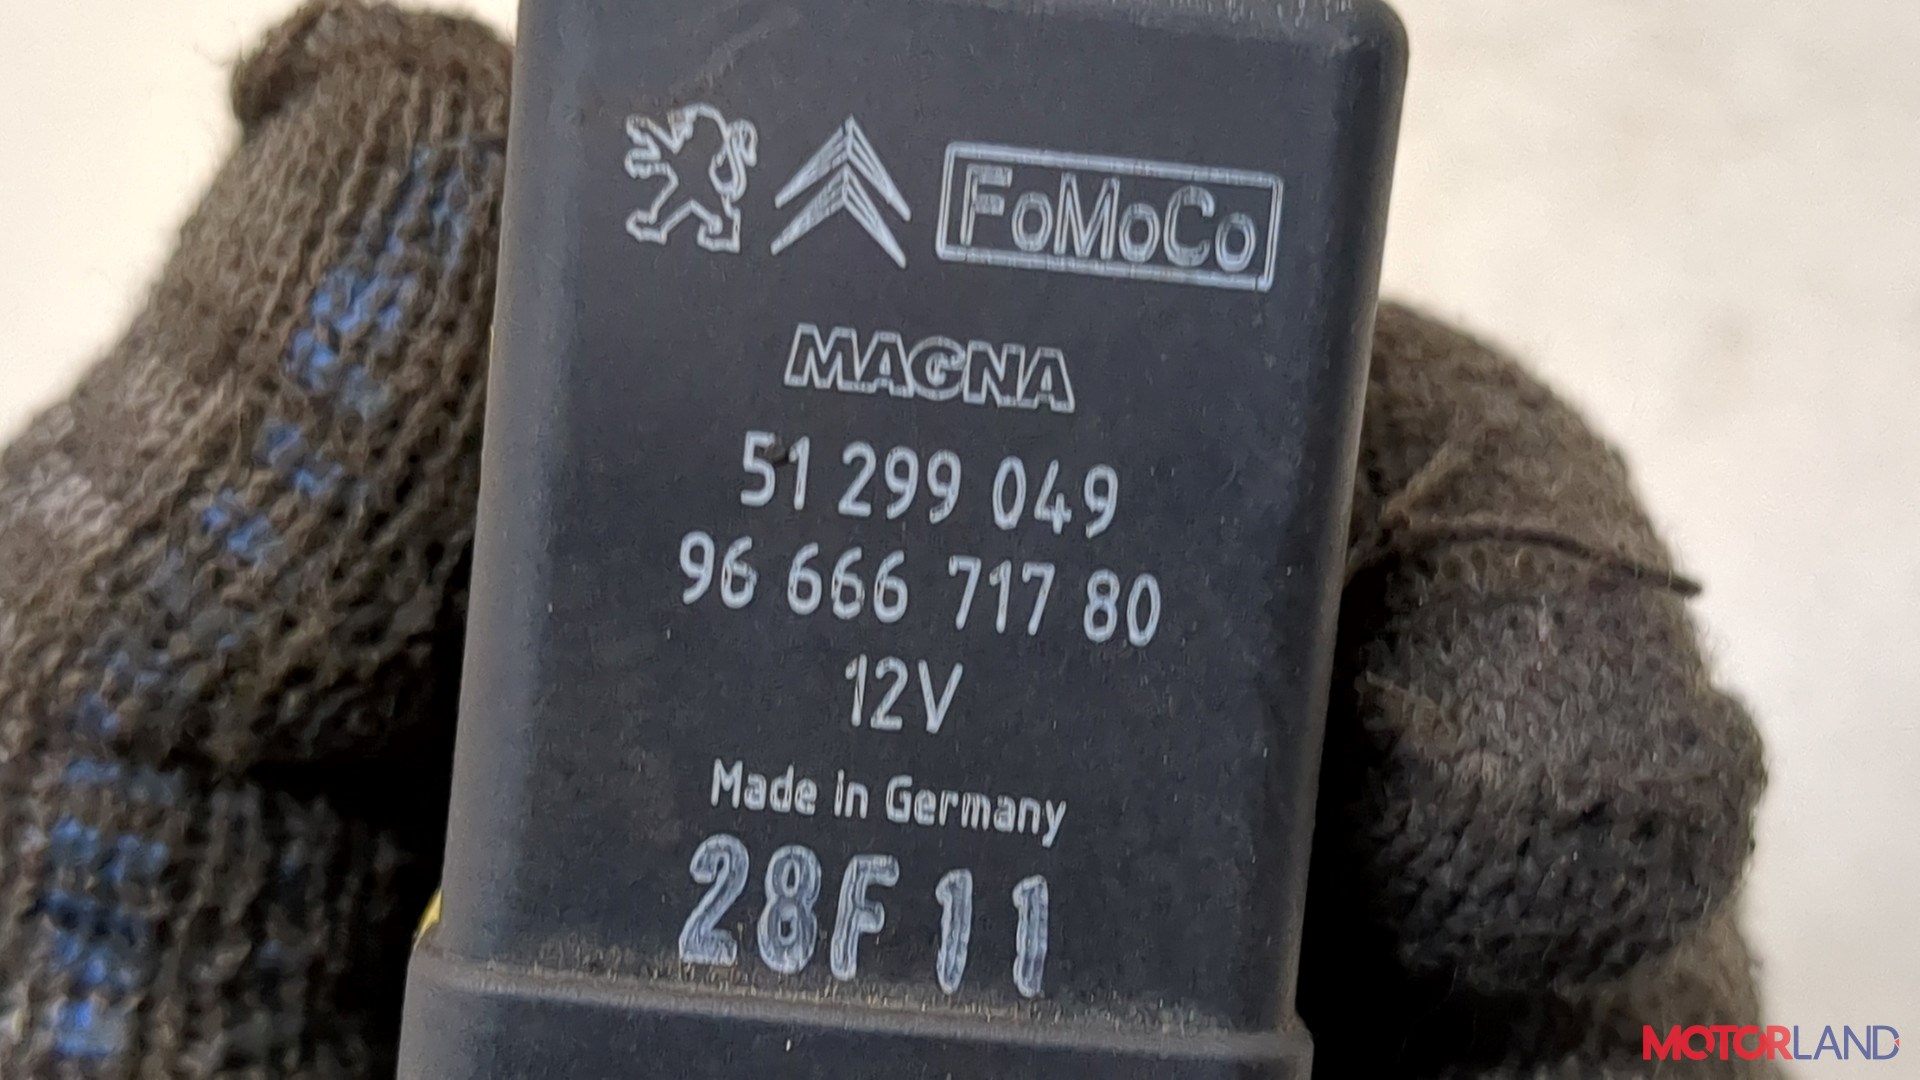 FoMoCo
MAGNA
51 299 049
96 666 717 80
12V
Made in Germany
28F11
MOTORLAND